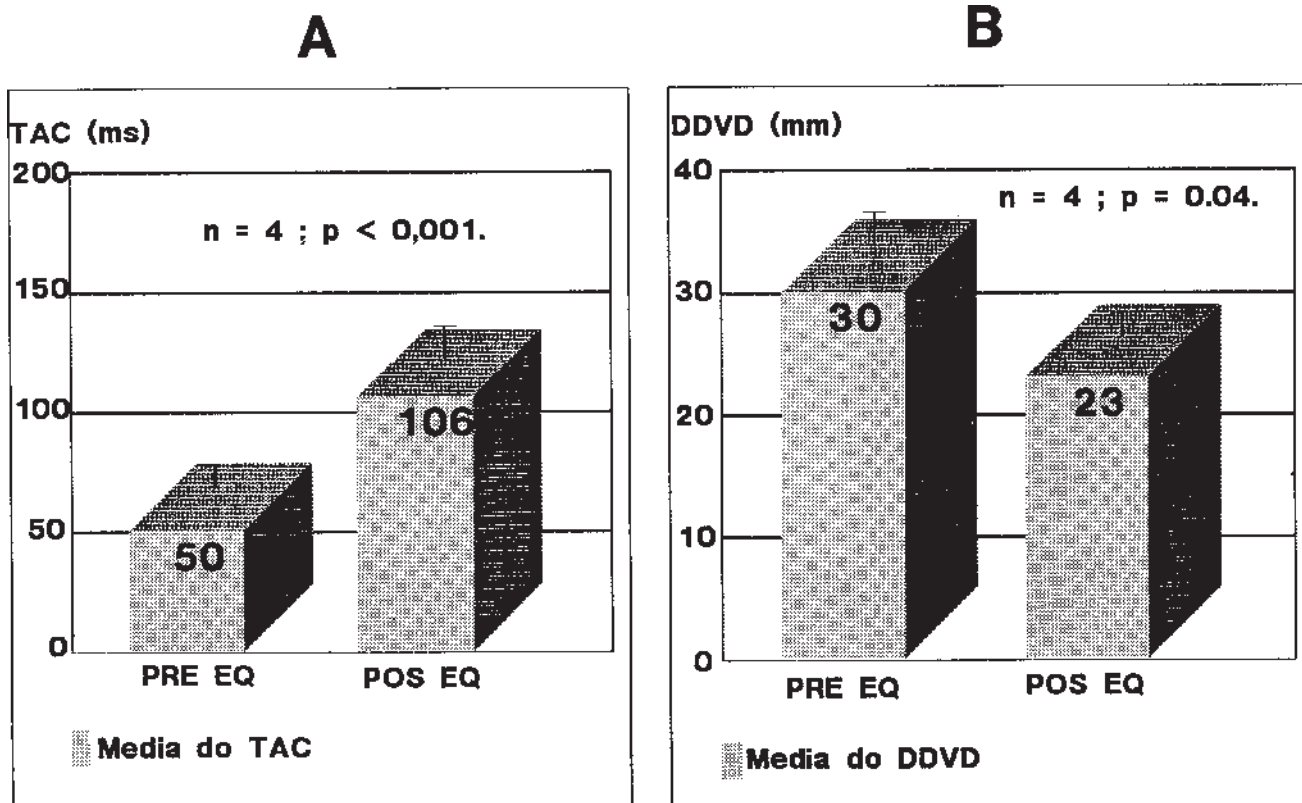 A
TAC (ms)
200
n = 4 ; p < 0,001.
150
100
50
0
50
106
PRE EQ
POS EQ
Media do TAC
B
DDVD (mm)
40
n = 4 ; p = 0.04.
30
20
10
0
30
23
PRE EQ
POS EQ
Media do DDVD